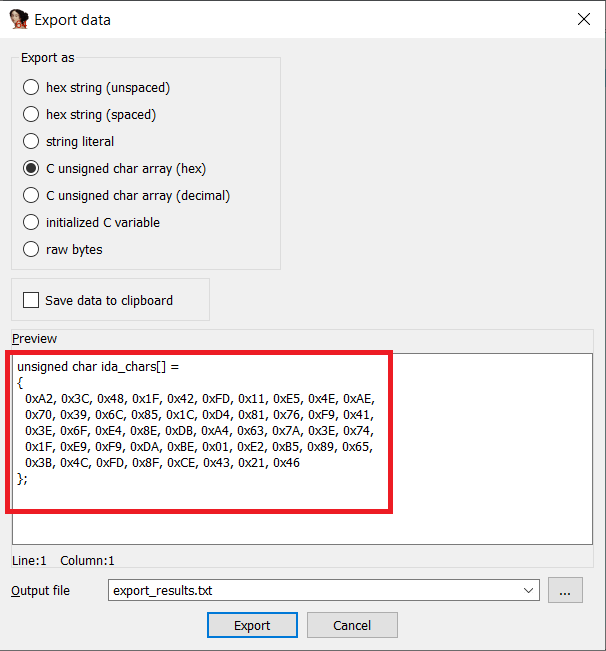 Export data
Export as
hex string (unspaced)
hex string (spaced)
string literal
C unsigned char array (hex)
C unsigned char array (decimal)
initialized C variable
raw bytes
Save data to clipboard
Preview
unsigned char ida_chars[] =
{
0xA2, 0x3C, 0x48, 0x1F, 0x42, 0xFD, 0x11, 0xE5, 0x4E, 0xAE,
0x70, 0x39, 0x6C, 0x85, 0x1C, 0xD4, 0x81, 0x76, 0xF9, 0x41,
0x3E, 0x6F, 0xE4, 0x8E, 0xDB, 0xA4, 0x63, 0x7A, 0x3E, 0x74,
0x1F, 0xE9, 0xF9, 0xDA, 0xBE, 0x01, 0xE2, 0xB5, 0x89, 0x65,
0x3B, 0x4C, 0xFD, 0x8F, 0xCE, 0x43, 0x21, 0x46
};
Line:1 Column:1
Output file export_results.txt ...
Export Cancel